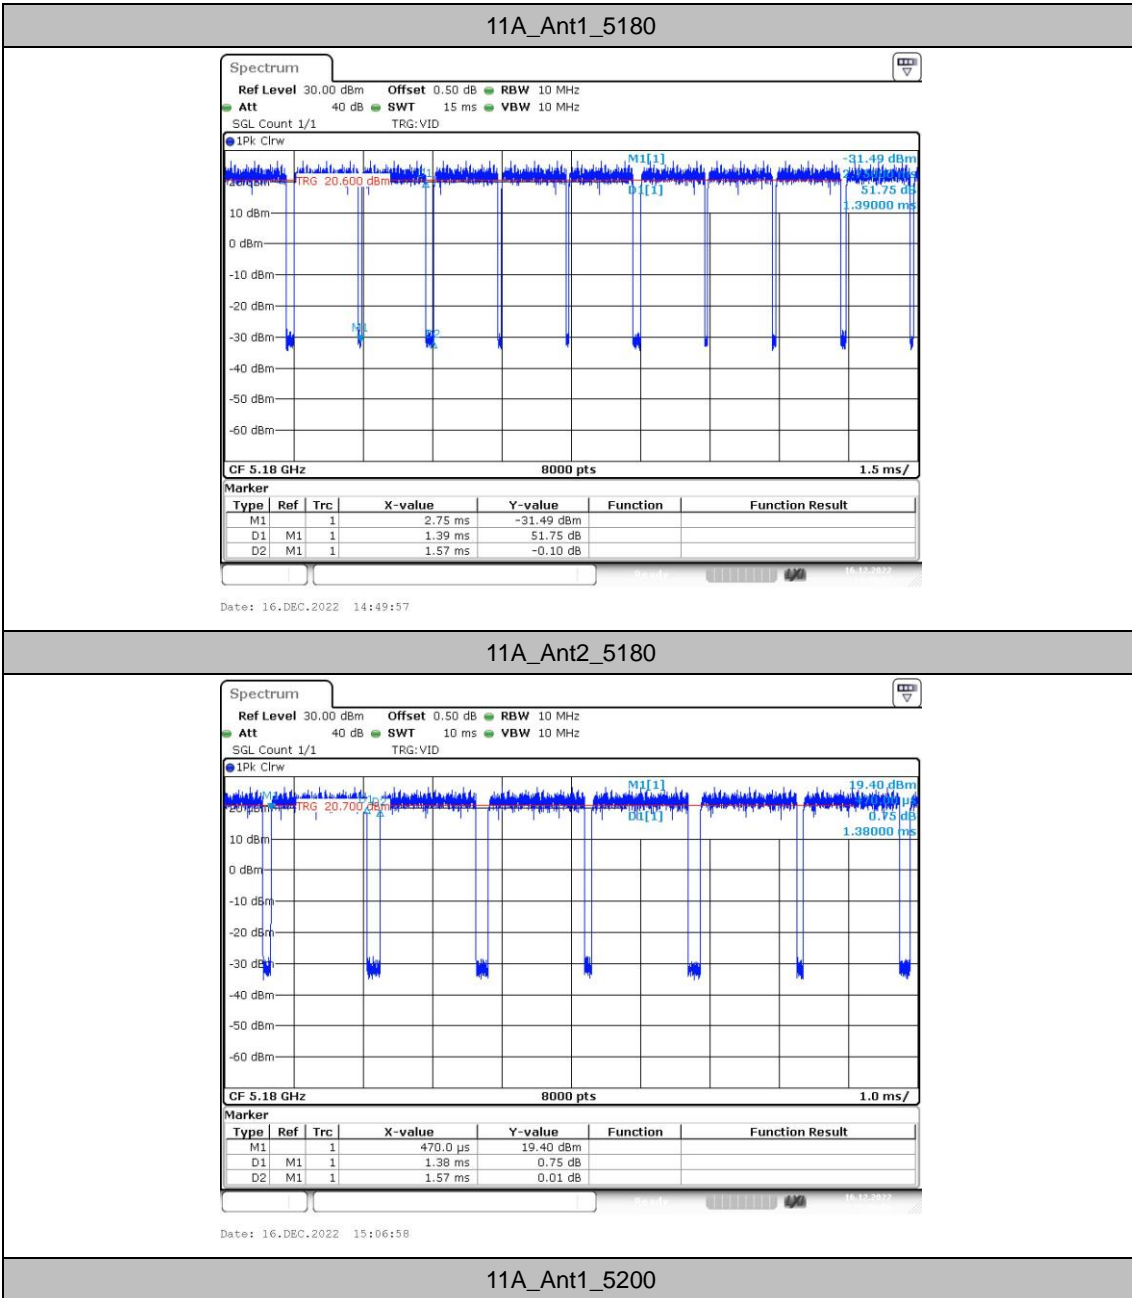 11A_Ant1_5180
Spectrum
Ref Level 30.00 dBm Offset 0.50 dB RBW 10 MHz
Att 40 dB SWT 15 ms VBW 10 MHz
SGL Count 1/1 TRG:VID
1Pk Clrw
M1[1] -31.49 dBm
TRG 20.600 dBm
D1[1] 51.75 dB
1.39000 ms
10 dBm
0 dBm
-10 dBm
-20 dBm
M1
-30 dBm
-40 dBm
-50 dBm
-60 dBm
CF 5.18 GHz 8000 pts 1.5 ms/
Marker
Type Ref Trc X-value Y-value Function Function Result
M1 1 2.75 ms -31.49 dBm
D1 M1 1 1.39 ms 51.75 dB
D2 M1 1 1.57 ms -0.10 dB
Date: 16.DEC.2022 14:49:57
11A_Ant2_5180
Spectrum
Ref Level 30.00 dBm Offset 0.50 dB RBW 10 MHz
Att 40 dB SWT 10 ms VBW 10 MHz
SGL Count 1/1 TRG:VID
1Pk Clrw
M1[1] 19.40 dBm
TRG 20.700 dBm
D1[1] 0.75 dB
1.38000 ms
10 dBm
0 dBm
-10 dBm
-20 dBm
-30 dBm
-40 dBm
-50 dBm
-60 dBm
CF 5.18 GHz 8000 pts 1.0 ms/
Marker
Type Ref Trc X-value Y-value Function Function Result
M1 1 470.0 µs 19.40 dBm
D1 M1 1 1.38 ms 0.75 dB
D2 M1 1 1.57 ms 0.01 dB
Date: 16.DEC.2022 15:06:58
11A_Ant1_5200